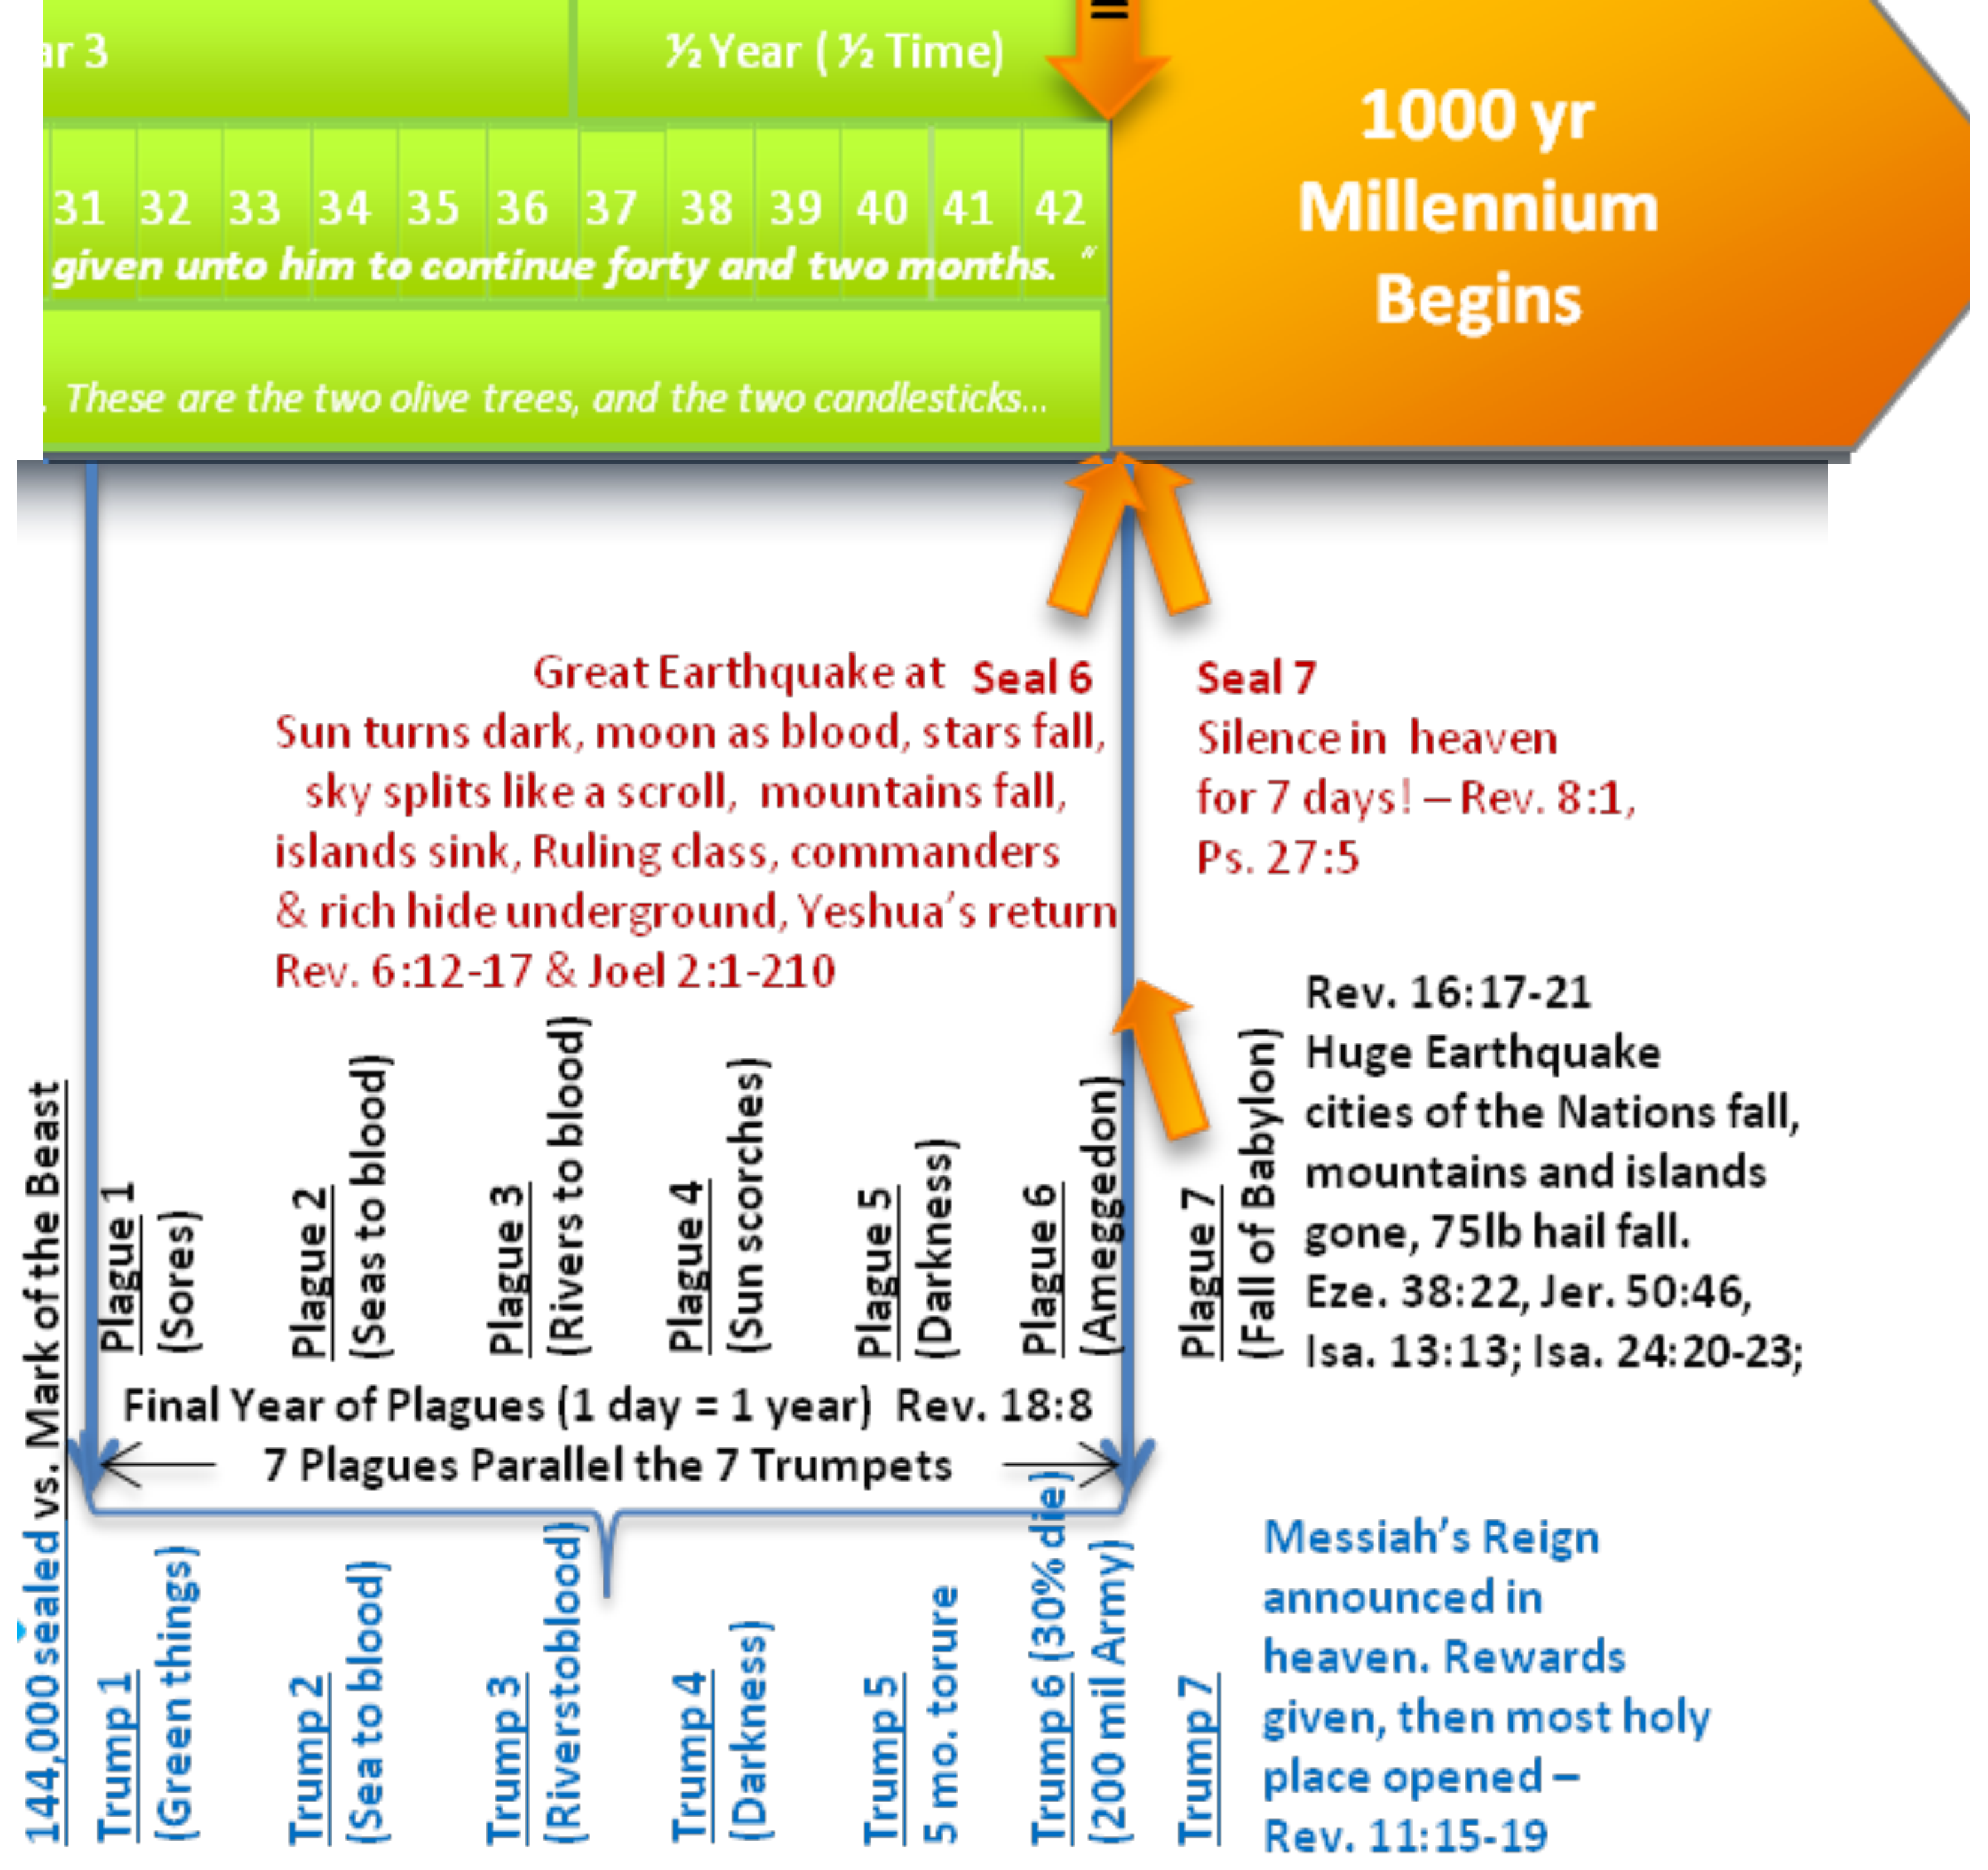 ar 3
½ Year ( ½ Time)
1000 yr
Millennium
Begins
31 32 33 34 35 36 37 38 39 40 41 42
given unto him to continue forty and two months. "
. These are the two olive trees, and the two candlesticks...
Great Earthquake at Seal 6
Sun turns dark, moon as blood, stars fall,
sky splits like a scroll, mountains fall,
islands sink, Ruling class, commanders
& rich hide underground, Yeshua's return
Rev. 6:12-17 & Joel 2:1-210
Seal 7
Silence in heaven
for 7 days! – Rev. 8:1,
Ps. 27:5
144,000 sealed vs. Mark of the Beast
Plague 1
(Sores)
Plague 2
(Seas to blood)
Plague 3
(Rivers to blood)
Plague 4
(Sun scorches)
Plague 5
(Darkness)
Plague 6
(Ameggedon)
Plague 7
(Fall of Babylon)
Rev. 16:17-21
Huge Earthquake
cities of the Nations fall,
mountains and islands
gone, 75lb hail fall.
Eze. 38:22, Jer. 50:46,
Isa. 13:13; Isa. 24:20-23;
Final Year of Plagues (1 day = 1 year) Rev. 18:8
7 Plagues Parallel the 7 Trumpets
Trump 1
(Green things)
Trump 2
(Sea to blood)
Trump 3
(Riverstoblood)
Trump 4
(Darkness)
Trump 5
5 mo. torure
Trump 6 (30% die)
(200 mil Army)
Trump 7
Messiah's Reign
announced in
heaven. Rewards
given, then most holy
place opened –
Rev. 11:15-19